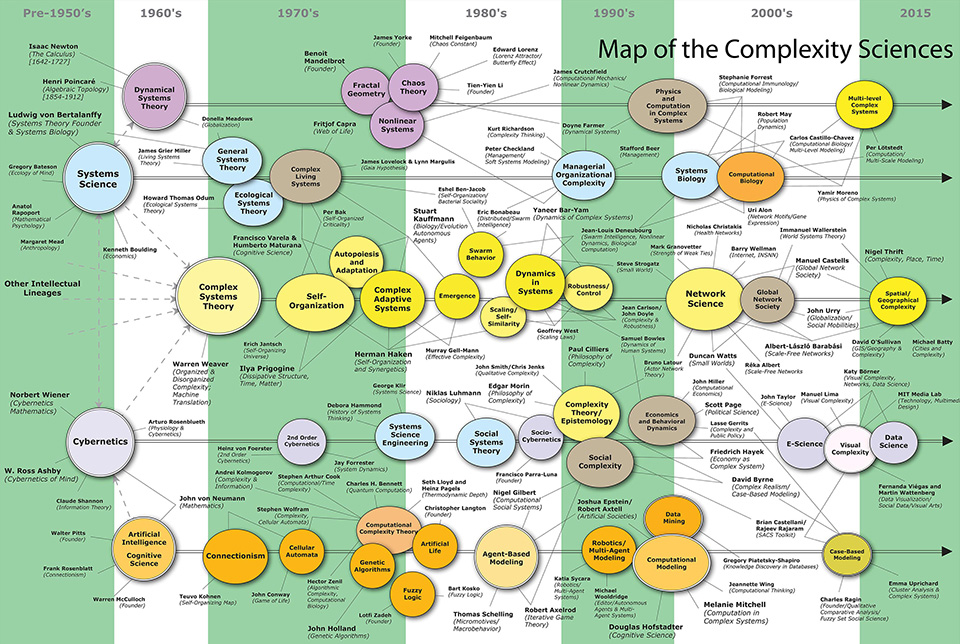 Pre-1950's
1960's
1970's
1980's
1990's
2000's
2015
Map of the Complexity Sciences
Isaac Newton
(The Calculus)
[1642-1727]
Henri Poincaré
(Algebraic Topology)
[1854-1912]
Ludwig von Bertalanffy
(Systems Theory Founder
& Systems Biology)
Gregory Bateson
(Ecology of Mind)
Anatol
Rapoport
(Mathematical
Psychology)
Margaret Mead
(Anthropology)
Kenneth Boulding
(Economics)
Dynamical
Systems
Theory
Systems
Science
Donella Meadows
(Globalization)
James Grier Miller
(Living Systems
Theory)
General
Systems
Theory
Howard Thomas Odum
(Ecological Systems
Theory)
Ecological
Systems
Theory
Fritjof Capra
(Web of Life)
Complex
Living
Systems
Benoit
Mandelbrot
(Founder)
James Yorke
(Founder)
Mitchell Feigenbaum
(Chaos Constant)
Edward Lorenz
(Lorenz Attractor/
Butterfly Effect)
Tien-Yien Li
(Founder)
Fractal
Geometry
Chaos
Theory
Nonlinear
Systems
James Lovelock & Lynn Margulis
(Gaia Hypothesis)
Kurt Richardson
(Complexity Thinking)
Peter Checkland
(Management/
Soft Systems Modeling)
James Crutchfield
(Computational Mechanics/
Nonlinear Dynamics)
Doyne Farmer
(Dynamical Systems)
Stafford Beer
(Management)
Managerial
Organizational
Complexity
Physics
and
Computation
in Complex
Systems
Stephanie Forrest
(Computational Immunology/
Biological Modeling)
Robert May
(Population
Dynamics)
Carlos Castillo-Chavez
(Computational Biology/
Multi-Level Modeling)
Multi-level
Complex
Systems
Per Lötstedt
(Computation/
Multi-Scale Modeling)
Systems
Biology
Computational
Biology
Yamir Moreno
(Physics of Complex
Systems)
Uri Alon
(Network Motifs/Gene
Expression)
Other Intellectual
Lineages
Complex
Systems
Theory
Francisco Varela &
Humberto Maturana
(Cognitive Science)
Per Bak
(Self-Organized
Criticality)
Autopoiesis
and
Adaptation
Self-
Organization
Complex
Adaptive
Systems
Eshel Ben-Jacob
(Self-Organization/
Bacterial Sociality)
Stuart
Kauffmann
(Biology/Evolution
Autonomous
Agents)
Eric Bonabeau
(Distributed/Swarm
Intelligence)
Yaneer Bar-Yam
(Dynamics of Complex Systems)
Jean-Louis Deneubourg
(Swarm Intelligence, Nonlinear
Dynamics, Biological
Computation)
Steve Strogatz
(Small World)
Swarm
Behavior
Emergence
Scaling/
Self-
Similarity
Dynamics
in
Systems
Robustness/
Control
Geoffrey West
(Scaling Laws)
Jean Carlson/
John Doyle
(Complexity &
Robustness)
Samuel Bowles
(Dynamics of
Human Systems)
Nicholas Christakis
(Health Networks)
Immanuel Wallerstein
(World Systems Theory)
Mark Granovetter
(Strength of Weak Ties)
Barry Wellman
(Internet, INSNN)
Manuel Castells
(Global Network
Society)
Nigel Thrift
(Complexity, Place, Time)
Network
Science
Global
Network
Society
Spatial/
Geographical
Complexity
John Urry
(Globalization/
Social Mobilities)
Albert-László Barabási
(Scale-Free Networks)
David O'Sullivan
(GIS/Geography &
Complexity)
Michael Batty
(Cities and
Complexity)
Duncan Watts
(Small Worlds)
Réka Albert
(Scale-Free Networks)
Katy Börner
(Visual Complexity,
Networks, Data Science)
Erich Jantsch
(Self-Organizing
Universe)
Ilya Prigogine
(Dissipative Structure,
Time, Matter)
Herman Haken
(Self-Organization
and Synergetics)
Murray Gell-Mann
(Effective Complexity)
Paul Cilliers
(Philosophy of
Complexity)
Bruno Latour
(Actor Network
Theory)
Warren Weaver
(Organized &
Disorganized
Complexity;
Machine
Translation)
Norbert Wiener
(Cybernetics
Mathematics)
Arturo Rosenblueth
(Physiology &
Cybernetics)
Cybernetics
W. Ross Ashby
(Cybernetics of Mind)
Debora Hammond
(History of Systems
Thinking)
George Klir
(Systems Science)
Heinz von Foerster
(2nd Order
Cybernetics)
2nd Order
Cybernetics
Systems
Science
Engineering
Jay Forrester
(System Dynamics)
Niklas Luhmann
(Sociology)
John Smith/Chris Jenks
(Qualitative Complexity)
Edgar Morin
(Philosophy of
Complexity)
Social
Systems
Theory
Socio-
Cybernetics
Francisco Parra-Luna
(Founder)
Complexity
Theory/
Epistemology
Social
Complexity
Economics
and Behavioral
Dynamics
John Miller
(Computational
Economics)
Scott Page
(Political Science)
Lasse Gerrits
(Complexity and
Public Policy)
Friedrich Hayek
(Economy as
Complex System)
David Byrne
(Complex Realism/
Case-Based Modeling)
John Taylor
(E-Science)
Manuel Lima
(Visual Complexity)
MIT Media Lab
(Technology, Multimedia,
Design)
E-Science
Visual
Complexity
Data
Science
Fernanda Viégas and
Martin Wattenberg
(Data Visualization/
Social Data/Visual Arts)
Claude Shannon
(Information Theory)
Walter Pitts
(Founder)
Frank Rosenblatt
(Connectionism)
Warren McCulloch
(Founder)
John von Neumann
(Mathematics)
Artificial
Intelligence
Cognitive
Science
Andrei Kolmogorov
(Complexity &
Information)
Stephen Arthur Cook
(Computational/Time
Complexity)
Charles H. Bennett
(Quantum Computation)
Stephen Wolfram
(Complexity,
Cellular Automata)
Connectionism
Cellular
Automata
Teuvo Kohnen
(Self-Organizing Map)
John Conway
(Game of Life)
Hector Zenil
(Algorithmic
Complexity,
Computational
Biology)
John Holland
(Genetic Algorithms)
Lotfi Zadeh
(Founder)
Computational
Complexity Theory
Genetic
Algorithms
Artificial
Life
Fuzzy
Logic
Seth Lloyd and
Heinz Pagels
(Thermodynamic Depth)
Christopher Langton
(Founder)
Bart Kosko
(Fuzzy Logic)
Nigel Gilbert
(Computational
Social Systems)
Agent-Based
Modeling
Thomas Schelling
(Micromotives/
Macrobehavior)
Robert Axelrod
(Iterative Game
Theory)
Joshua Epstein/
Robert Axtell
(Artificial Societies)
Robotics/
Multi-Agent
Modeling
Data
Mining
Computational
Modeling
Katia Sycara
(Robotics/
Multi-Agent
Systems)
Michael
Wooldridge
(Editor/Autonomous
Agents & Multi-Agent
Systems)
Douglas Hofstadter
(Cognitive Science)
Melanie Mitchell
(Computation in
Complex Systems)
Jeannette Wing
(Computational
Thinking)
Gregory Piatetsky-Shapiro
(Knowledge Discovery in Databases)
Brian Castellani/
Rajeev Rajaram
(SACS Toolkit)
Case-Based
Modeling
Emma Uprichard
(Cluster Analysis &
Complex Systems)
Charles Ragin
(Founder/Qualitative
Comparative Analysis/
Fuzzy Set Social Science)